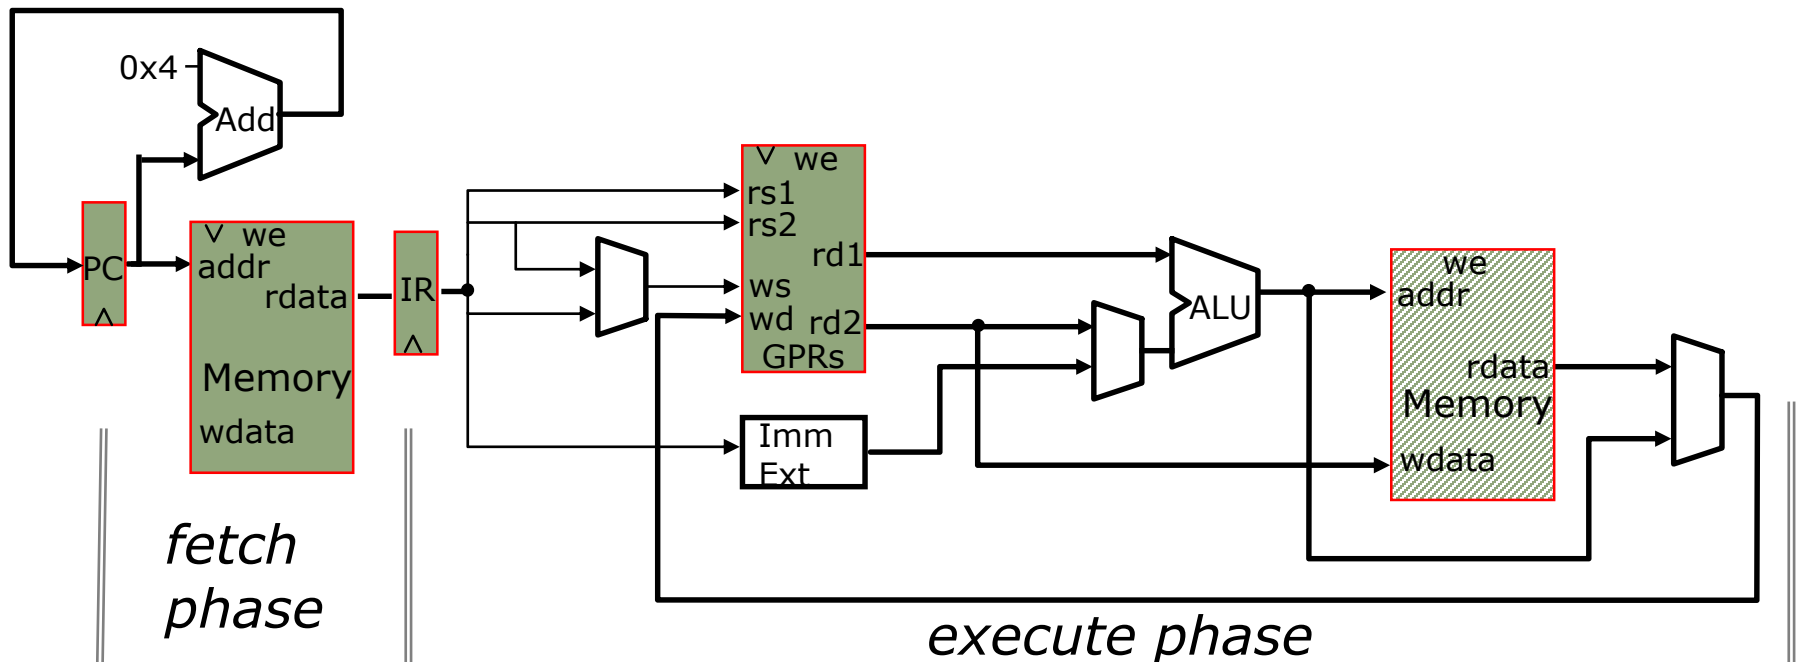 0x4
Add
PC
we
addr
rdata
Memory
wdata
IR
we
rs1
rs2
rd1
ws
wd rd2
GPRs
Imm
Ext
ALU
we
addr
rdata
Memory
wdata
fetch
phase
execute phase